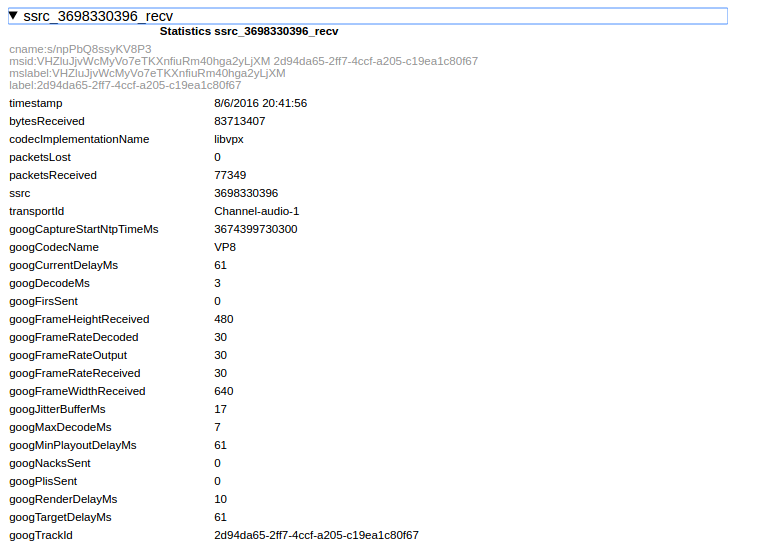 ▼ ssrc_3698330396_recv
Statistics ssrc_3698330396_recv
cname:s/npPbQ8ssyKV8P3
msid:VHZluJjvWcMyVo7eTKXnfiuRm40hga2yLjXM 2d94da65-2ff7-4ccf-a205-c19ea1c80f67
mslabel:VHZluJjvWcMyVo7eTKXnfiuRm40hga2yLjXM
label:2d94da65-2ff7-4ccf-a205-c19ea1c80f67
timestamp 8/6/2016 20:41:56
bytesReceived 83713407
codecImplementationName libvpx
packetsLost 0
packetsReceived 77349
ssrc 3698330396
transportId Channel-audio-1
googCaptureStartNtpTimeMs 3674399730300
googCodecName VP8
googCurrentDelayMs 61
googDecodeMs 3
googFirsSent 0
googFrameHeightReceived 480
googFrameRateDecoded 30
googFrameRateOutput 30
googFrameRateReceived 30
googFrameWidthReceived 640
googJitterBufferMs 17
googMaxDecodeMs 7
googMinPlayoutDelayMs 61
googNacksSent 0
googPlisSent 0
googRenderDelayMs 10
googTargetDelayMs 61
googTrackId 2d94da65-2ff7-4ccf-a205-c19ea1c80f67